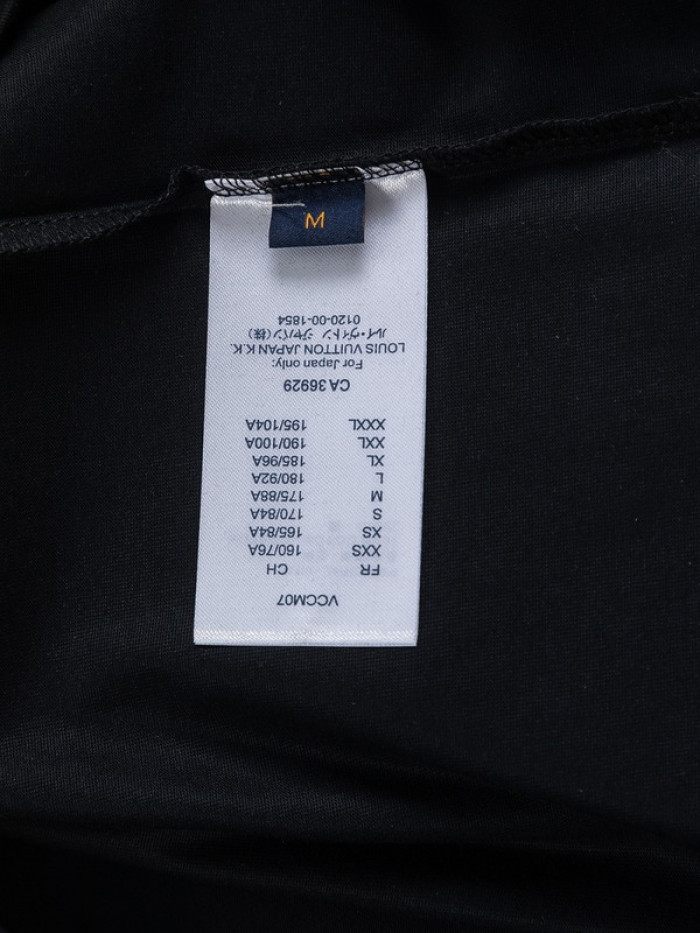 M
VCCM07
FR CH
XXS 160/76A
XS 165/84A
S 170/84A
M 175/88A
L 180/92A
XL 185/96A
XXL 190/100A
XXXL 195/104A
CA 36929
For Japan only:
LOUIS VUITTON JAPAN K.K.
ルイ・ヴィトン ジャパン(株)
0120-00-1854